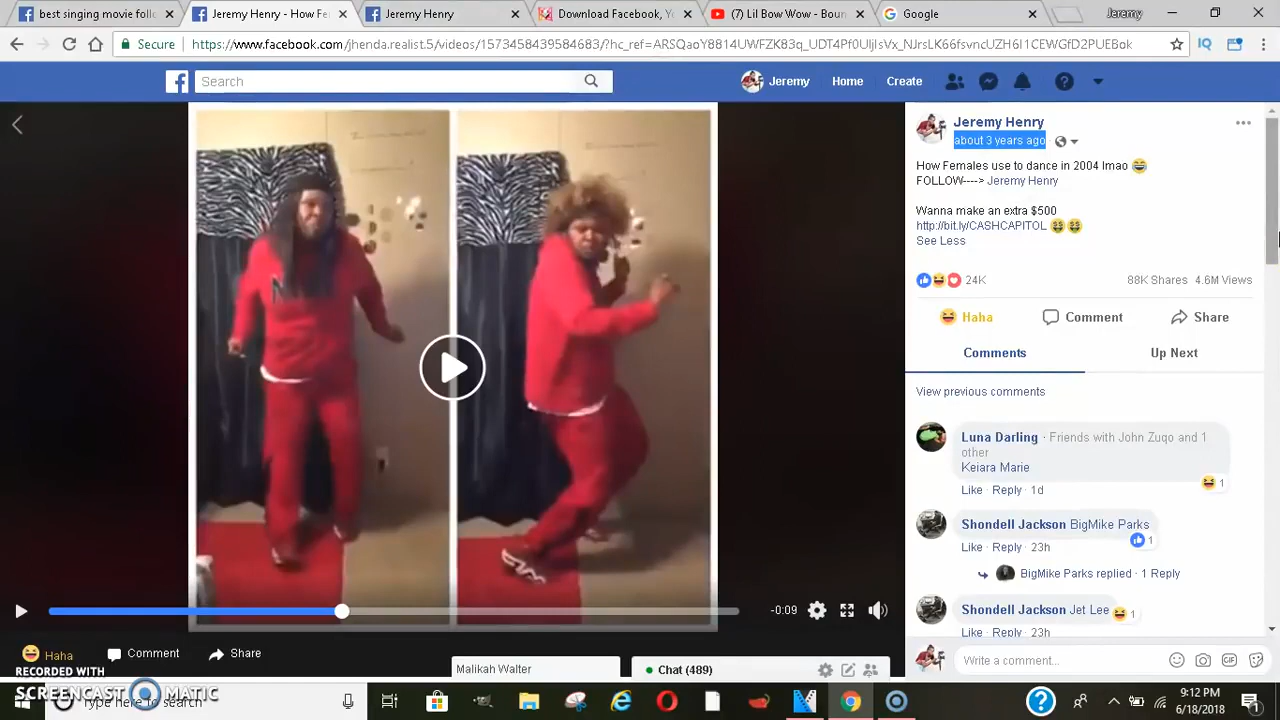 best singing movie foll
Jeremy Henry - How Fe
Jeremy Henry
Download Facebook, Yo
(7) Lil Bow Wow - Boun
Google
Jeremy
Secure
https://www.facebook.com/jhenda.realist.5/videos/1573458439584683/?hc_ref=ARSQaoY8814UWFZK83q_UDT4Pf0UljIsVx_NJrsLK66fsvncUZH6I1CEWGfD2PUEBok
Search
Jeremy
Home
Create
Jeremy Henry
about 3 years ago
How Females use to dance in 2004 lmao 😂
FOLLOW----> Jeremy Henry
Wanna make an extra $500
http://bit.ly/CASHCAPITOL 🤑🤑
See Less
24K
88K Shares 4.6M Views
Haha
Comment
Share
Comments
Up Next
View previous comments
Luna Darling · Friends with John Zuqo and 1
other
Keiara Marie
1
Like · Reply · 1d
Shondell Jackson BigMike Parks
1
Like · Reply · 23h
BigMike Parks replied · 1 Reply
Shondell Jackson Jet Lee
1
Like · Reply · 23h
-0:09
Haha
Comment
Share
Malikah Walter
Chat (489)
Write a comment...
GIF
RECORDED WITH
SCREENCAST MATIC
Type here to search
9:12 PM
6/18/2018